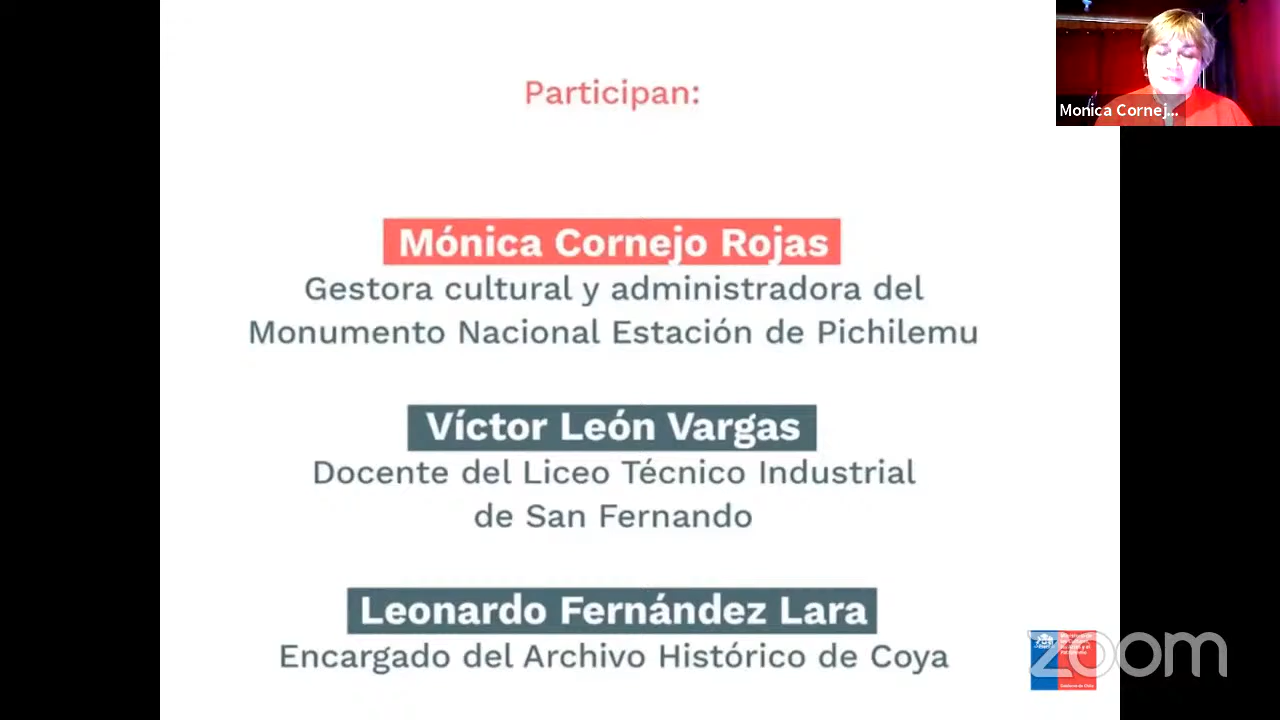 Participan:
Monica Cornej...
Mónica Cornejo Rojas
Gestora cultural y administradora del
Monumento Nacional Estación de Pichilemu
Víctor León Vargas
Docente del Liceo Técnico Industrial
de San Fernando
Leonardo Fernández Lara
Encargado del Archivo Histórico de Coya
zoom